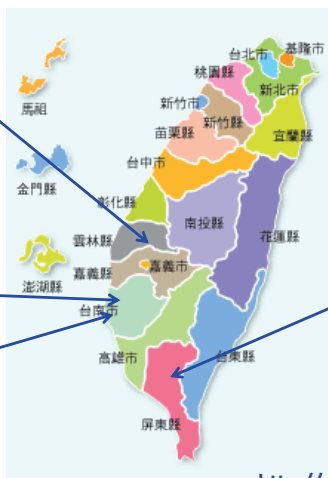 台北市
基隆市
桃園縣
新北市
馬祖
新竹市
新竹縣
宜蘭縣
苗栗縣
台中市
金門縣
彰化縣
南投縣
花蓮縣
雲林縣
嘉義市
嘉義縣
澎湖縣
台南市
高雄市
台東縣
屏東縣